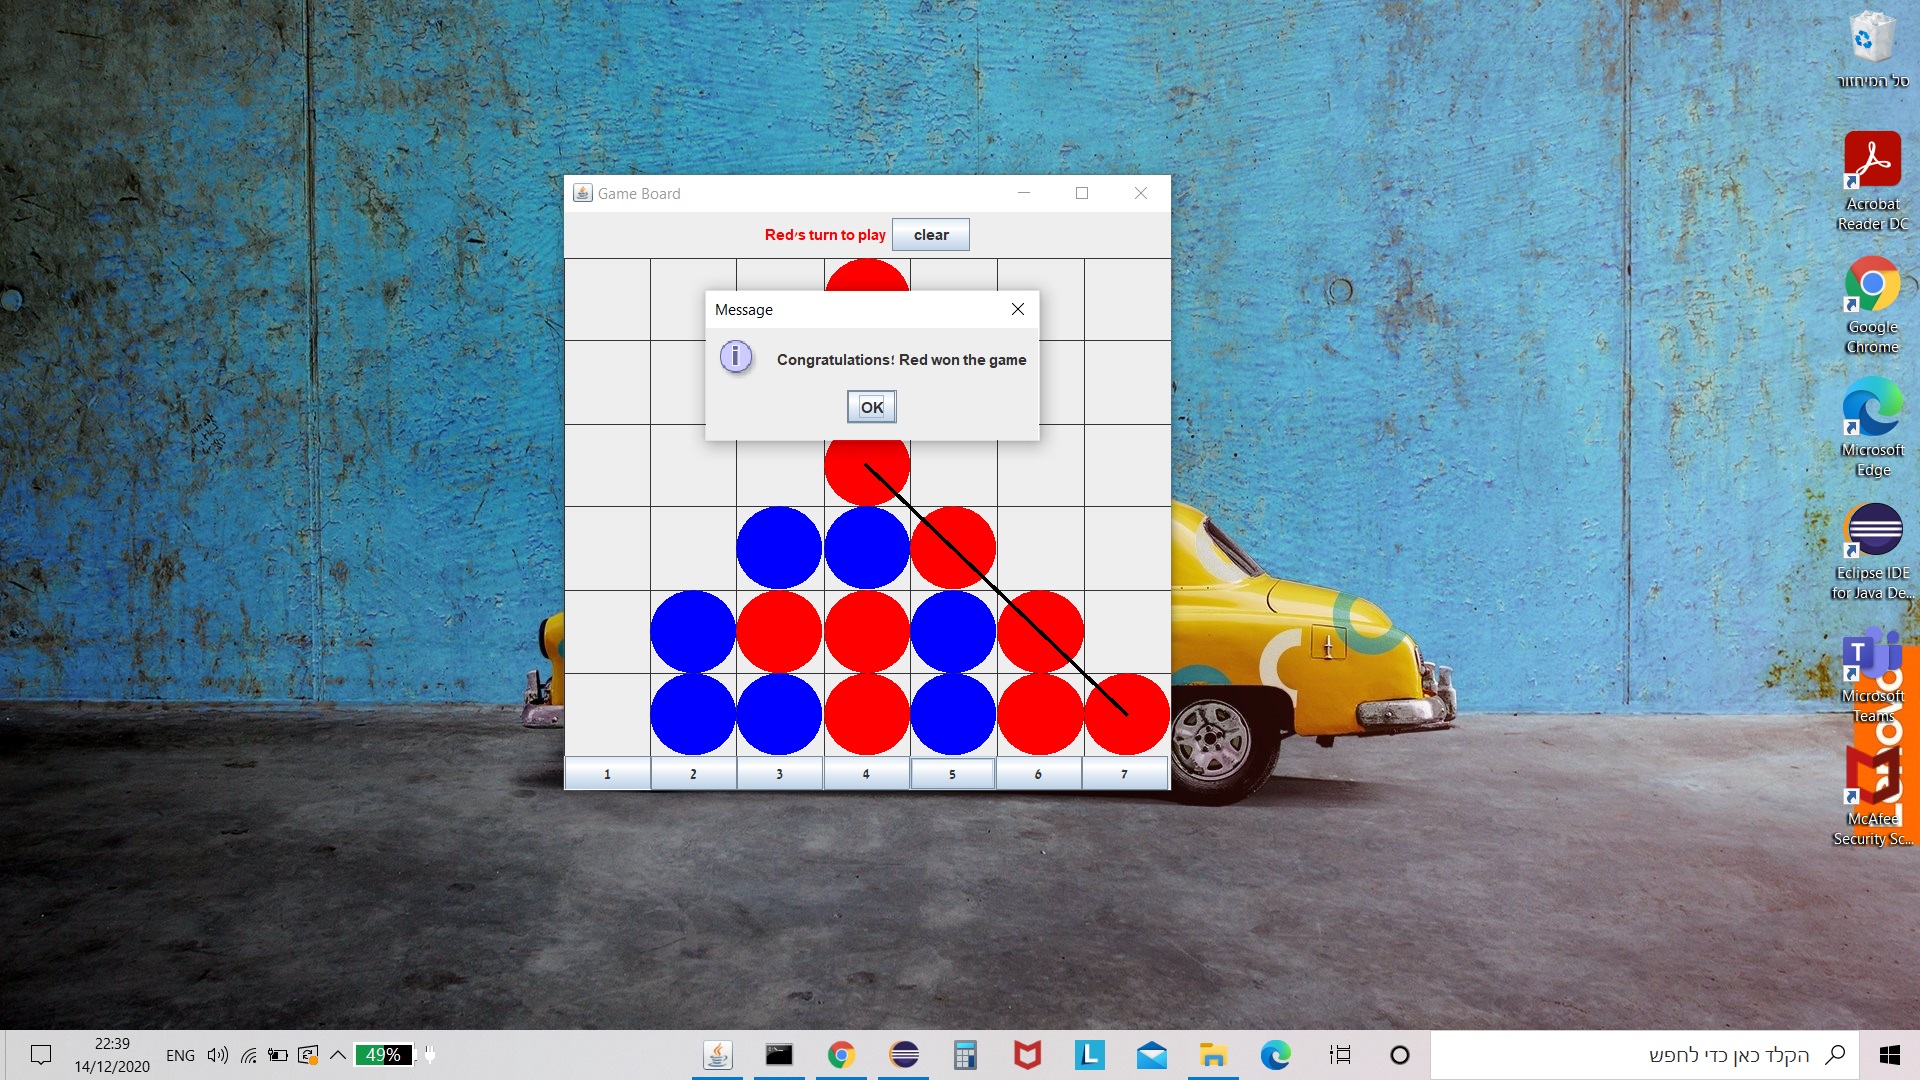 סל המיחזור
Acrobat
Reader DC
Google
Chrome
Microsoft
Edge
Eclipse IDE
for Java De...
Microsoft
Teams
McAfee
Security Sc...
Game Board
Red's turn to play
clear
Message
Congratulations! Red won the game
OK
1 2 3 4 5 6 7
22:39
14/12/2020
ENG
49%
הקלד כאן כדי לחפש